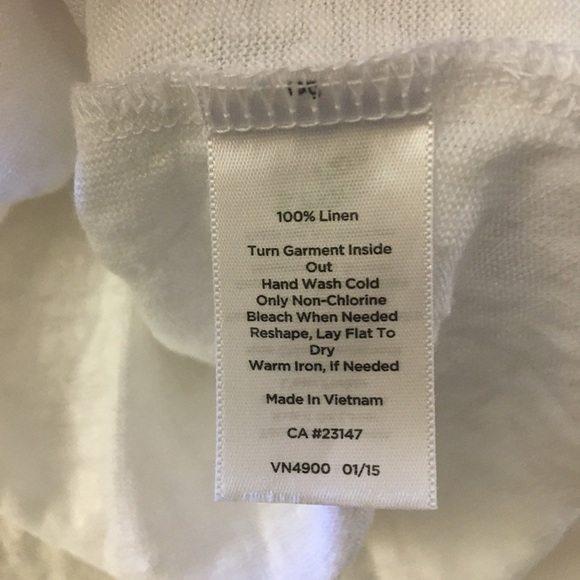 100% Linen
Turn Garment Inside
Out
Hand Wash Cold
Only Non-Chlorine
Bleach When Needed
Reshape, Lay Flat To
Dry
Warm Iron, if Needed
Made In Vietnam
CA #23147
VN4900 01/15